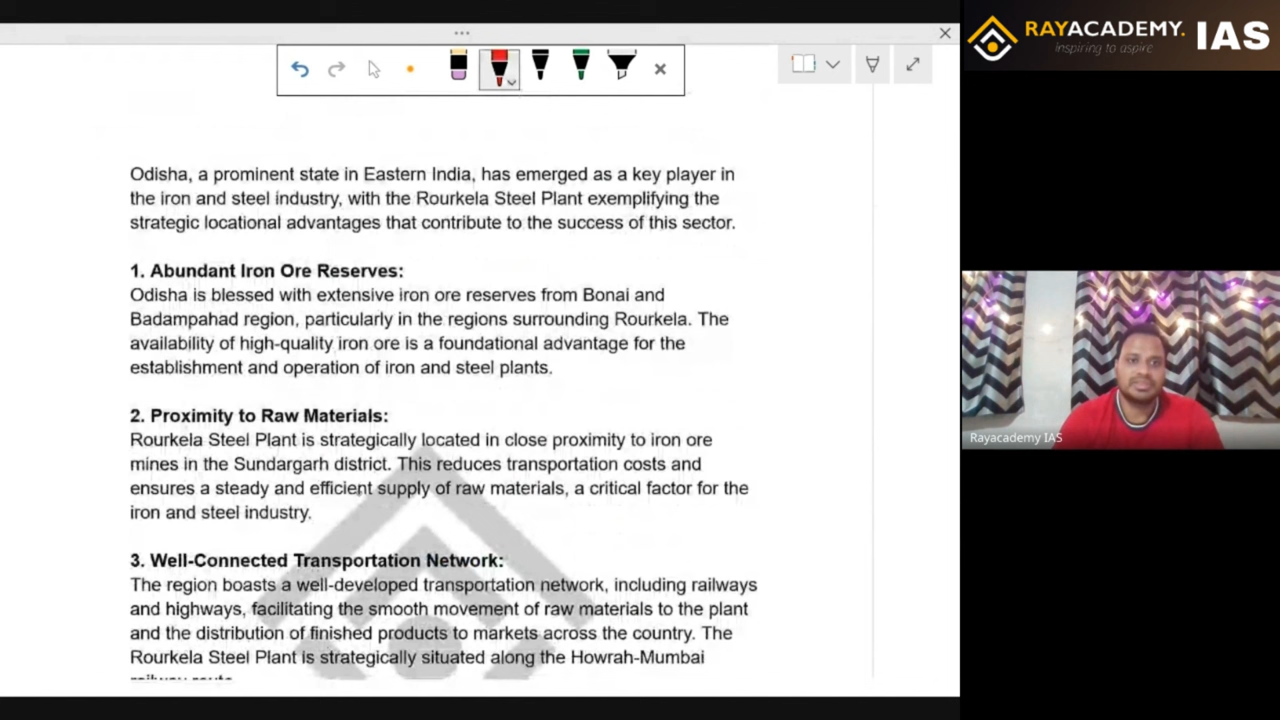 RAYACADEMY. IAS
inspiring to aspire
Odisha, a prominent state in Eastern India, has emerged as a key player in
the iron and steel industry, with the Rourkela Steel Plant exemplifying the
strategic locational advantages that contribute to the success of this sector.
1. Abundant Iron Ore Reserves:
Odisha is blessed with extensive iron ore reserves from Bonai and
Badampahad region, particularly in the regions surrounding Rourkela. The
availability of high-quality iron ore is a foundational advantage for the
establishment and operation of iron and steel plants.
2. Proximity to Raw Materials:
Rourkela Steel Plant is strategically located in close proximity to iron ore
mines in the Sundargarh district. This reduces transportation costs and
ensures a steady and efficient supply of raw materials, a critical factor for the
iron and steel industry.
3. Well-Connected Transportation Network:
The region boasts a well-developed transportation network, including railways
and highways, facilitating the smooth movement of raw materials to the plant
and the distribution of finished products to markets across the country. The
Rourkela Steel Plant is strategically situated along the Howrah-Mumbai
Rayacademy IAS